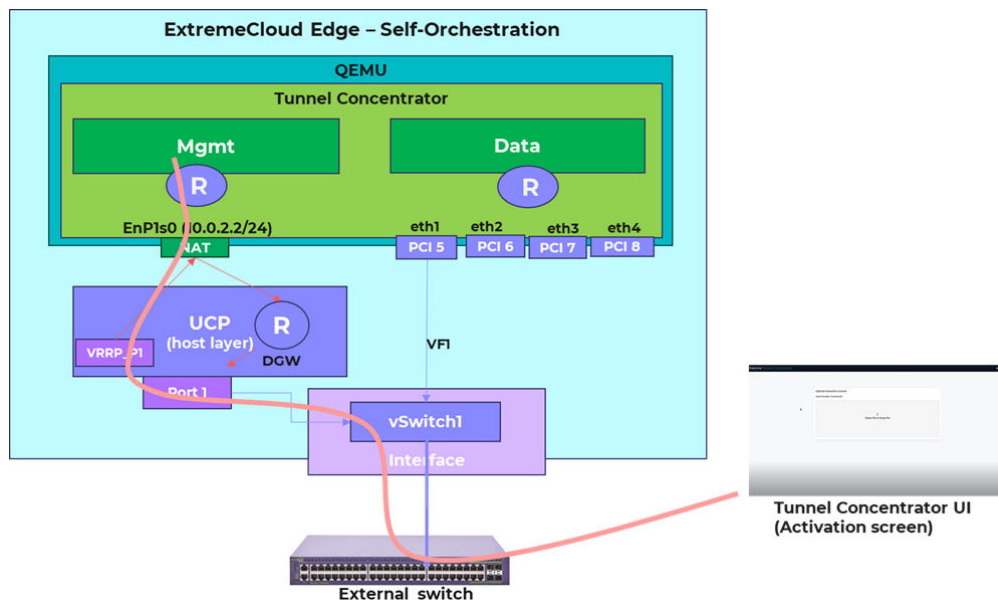 ExtremeCloud Edge – Self-Orchestration
QEMU
Tunnel Concentrator
Mgmt
Data
R
R
EnP1s0 (10.0.2.2/24)
eth1
eth2
eth3
eth4
NAT
PCI 5
PCI 6
PCI 7
PCI 8
UCP
(host layer)
R
VRRP_P1
DGW
VF1
Port 1
vSwitch1
Interface
Tunnel Concentrator UI
(Activation screen)
External switch